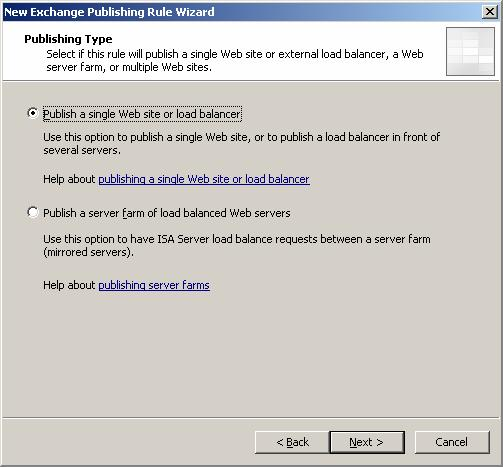 New Exchange Publishing Rule Wizard
Publishing Type
Select if this rule will publish a single Web site or external load balancer, a Web
server farm, or multiple Web sites.
Publish a single Web site or load balancer
Use this option to publish a single Web site, or to publish a load balancer in front of
several servers.
Help about publishing a single Web site or load balancer
Publish a server farm of load balanced Web servers
Use this option to have ISA Server load balance requests between a server farm
(mirrored servers).
Help about publishing server farms
< Back Next > Cancel